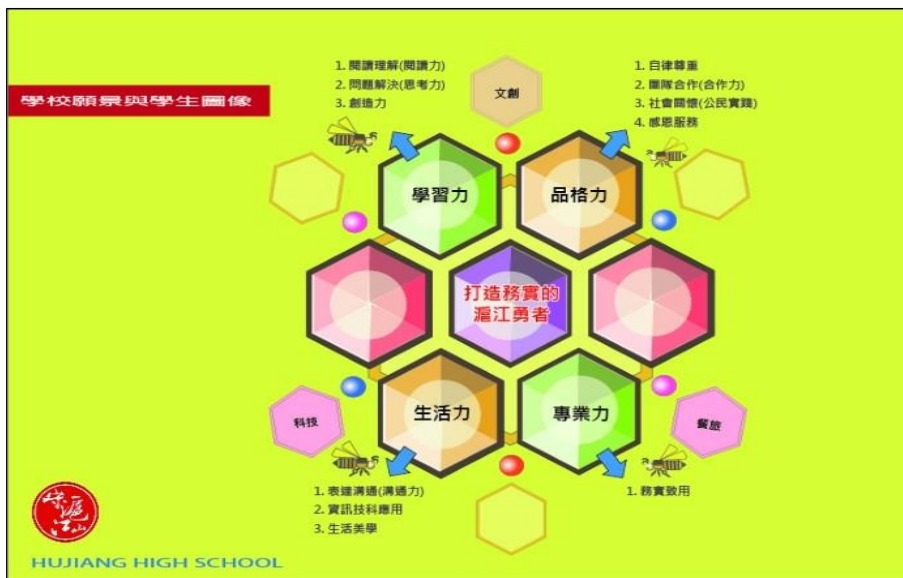 學校願景與學生圖像
1. 閱讀理解(閱讀力)
2. 問題解決(思考力)
3. 創造力
文創
1. 自律尊重
2. 團隊合作(合作力)
3. 社會關懷(公民實踐)
4. 感恩服務
學習力
品格力
打造務實的
滬江勇者
生活力
專業力
科技
餐旅
1. 表達溝通(溝通力)
2. 資訊技科應用
3. 生活美學
1. 務實致用
HUJIANG HIGH SCHOOL